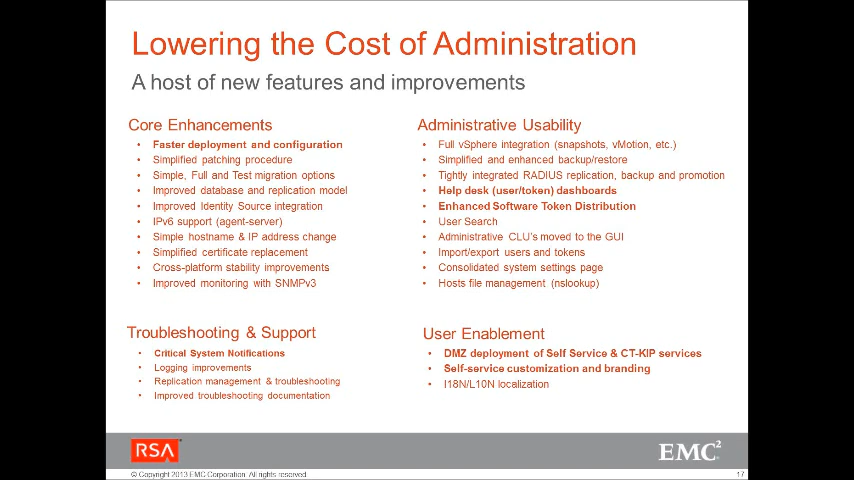 Lowering the Cost of Administration
A host of new features and improvements
Core Enhancements
• Faster deployment and configuration
• Simplified patching procedure
• Simple, Full and Test migration options
• Improved database and replication model
• Improved Identity Source integration
• IPv6 support (agent-server)
• Simple hostname & IP address change
• Simplified certificate replacement
• Cross-platform stability improvements
• Improved monitoring with SNMPv3
Administrative Usability
• Full vSphere integration (snapshots, vMotion, etc.)
• Simplified and enhanced backup/restore
• Tightly integrated RADIUS replication, backup and promotion
• Help desk (user/token) dashboards
• Enhanced Software Token Distribution
• User Search
• Administrative CLU's moved to the GUI
• Import/export users and tokens
• Consolidated system settings page
• Hosts file management (nslookup)
Troubleshooting & Support
• Critical System Notifications
• Logging improvements
• Replication management & troubleshooting
• Improved troubleshooting documentation
User Enablement
• DMZ deployment of Self Service & CT-KIP services
• Self-service customization and branding
• I18N/L10N localization
RSA
EMC²
© Copyright 2013 EMC Corporation. All rights reserved.
17